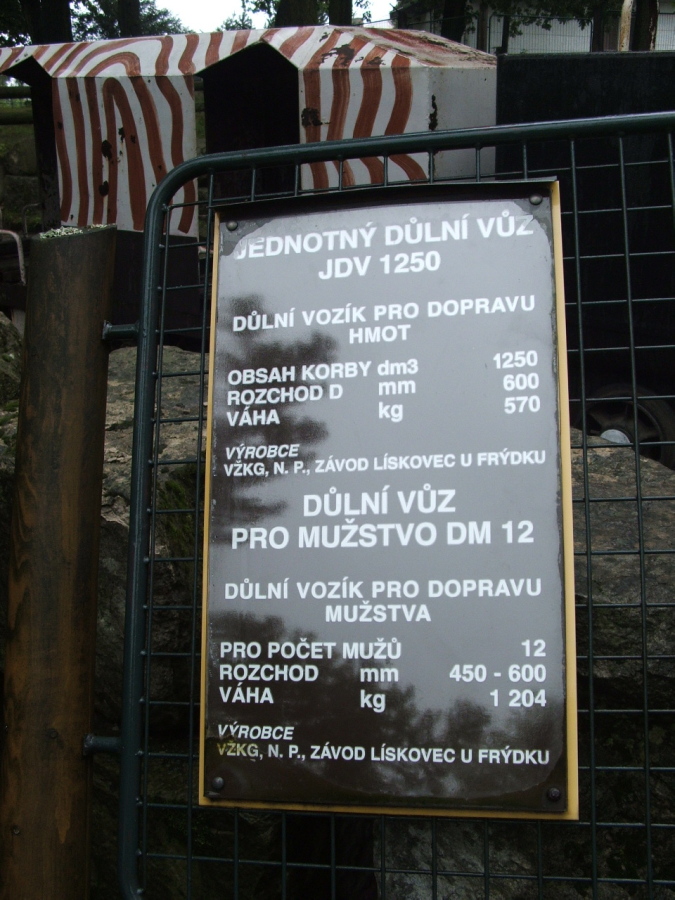 JEDNOTNÝ DŮLNÍ VŮZ
JDV 1250
DŮLNÍ VOZÍK PRO DOPRAVU
HMOT
OBSAH KORBY dm3 1250
ROZCHOD D mm 600
VÁHA kg 570
VÝROBCE
VŽKG, N. P., ZÁVOD LÍSKOVEC U FRÝDKU
DŮLNÍ VŮZ
PRO MUŽSTVO DM 12
DŮLNÍ VOZÍK PRO DOPRAVU
MUŽSTVA
PRO POČET MUŽŮ 12
ROZCHOD mm 450 - 600
VÁHA kg 1 204
VÝROBCE
VŽKG, N. P., ZÁVOD LÍSKOVEC U FRÝDKU